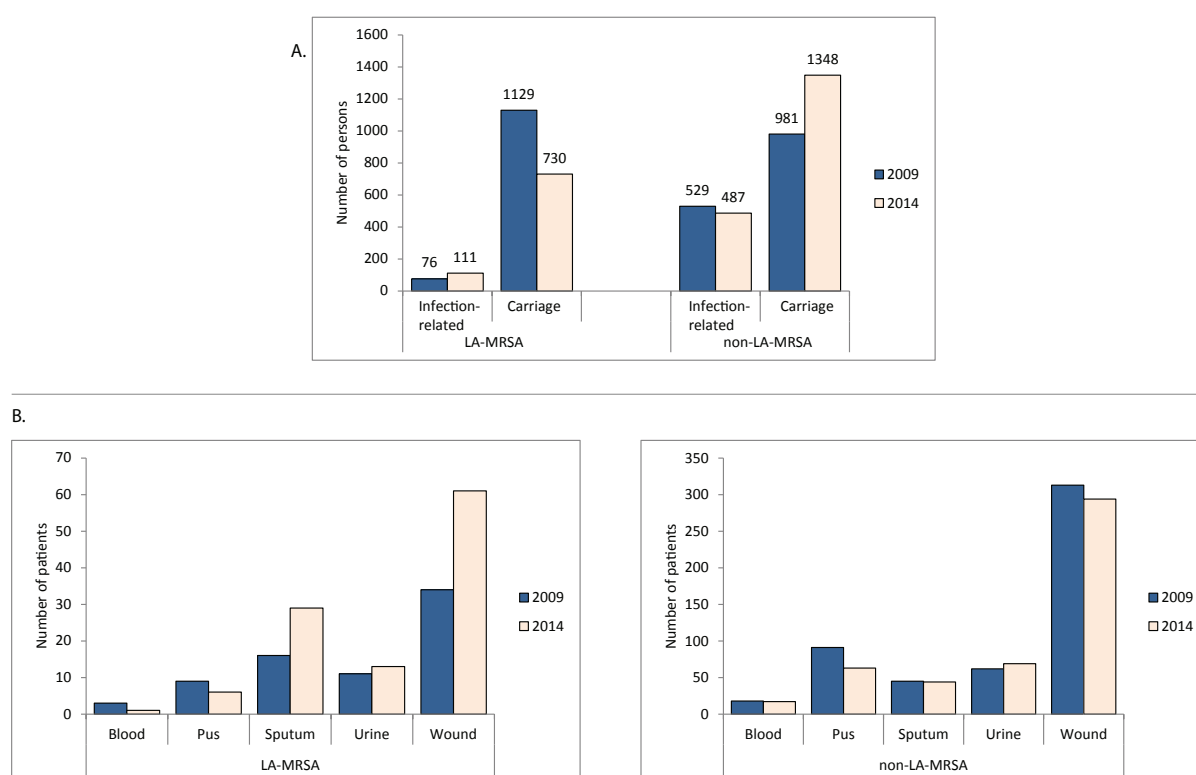 A.
Number of persons
1600
1400
1200
1000
800
600
400
200
0
1129
730
76
111
1348
981
529
487
2009
2014
Infection-
related
Carriage
Infection-
related
Carriage
LA-MRSA
non-LA-MRSA
B.
Number of patients
70
60
50
40
30
20
10
0
2009
2014
Blood
Pus
Sputum
Urine
Wound
LA-MRSA
Number of patients
350
300
250
200
150
100
50
0
2009
2014
Blood
Pus
Sputum
Urine
Wound
non-LA-MRSA